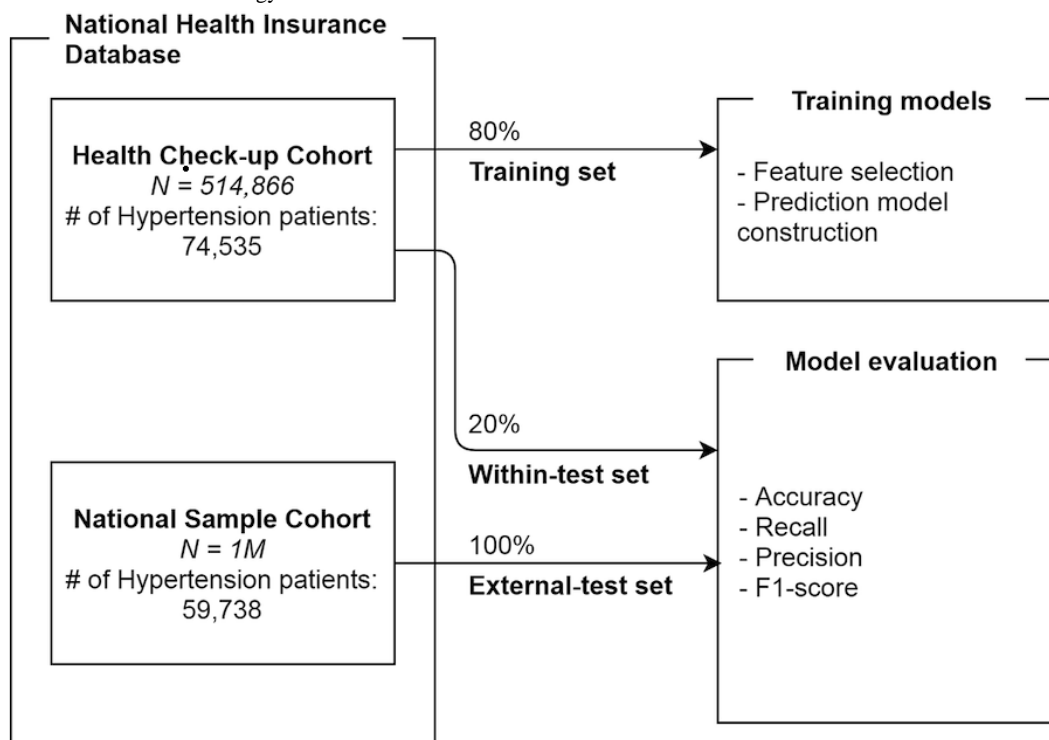 National Health Insurance
Database
Health Check-up Cohort
N = 514,866
# of Hypertension patients:
74,535
National Sample Cohort
N = 1M
# of Hypertension patients:
59,738
80%
Training set
20%
Within-test set
100%
External-test set
Training models
- Feature selection
- Prediction model
construction
Model evaluation
- Accuracy
- Recall
- Precision
- F1-score